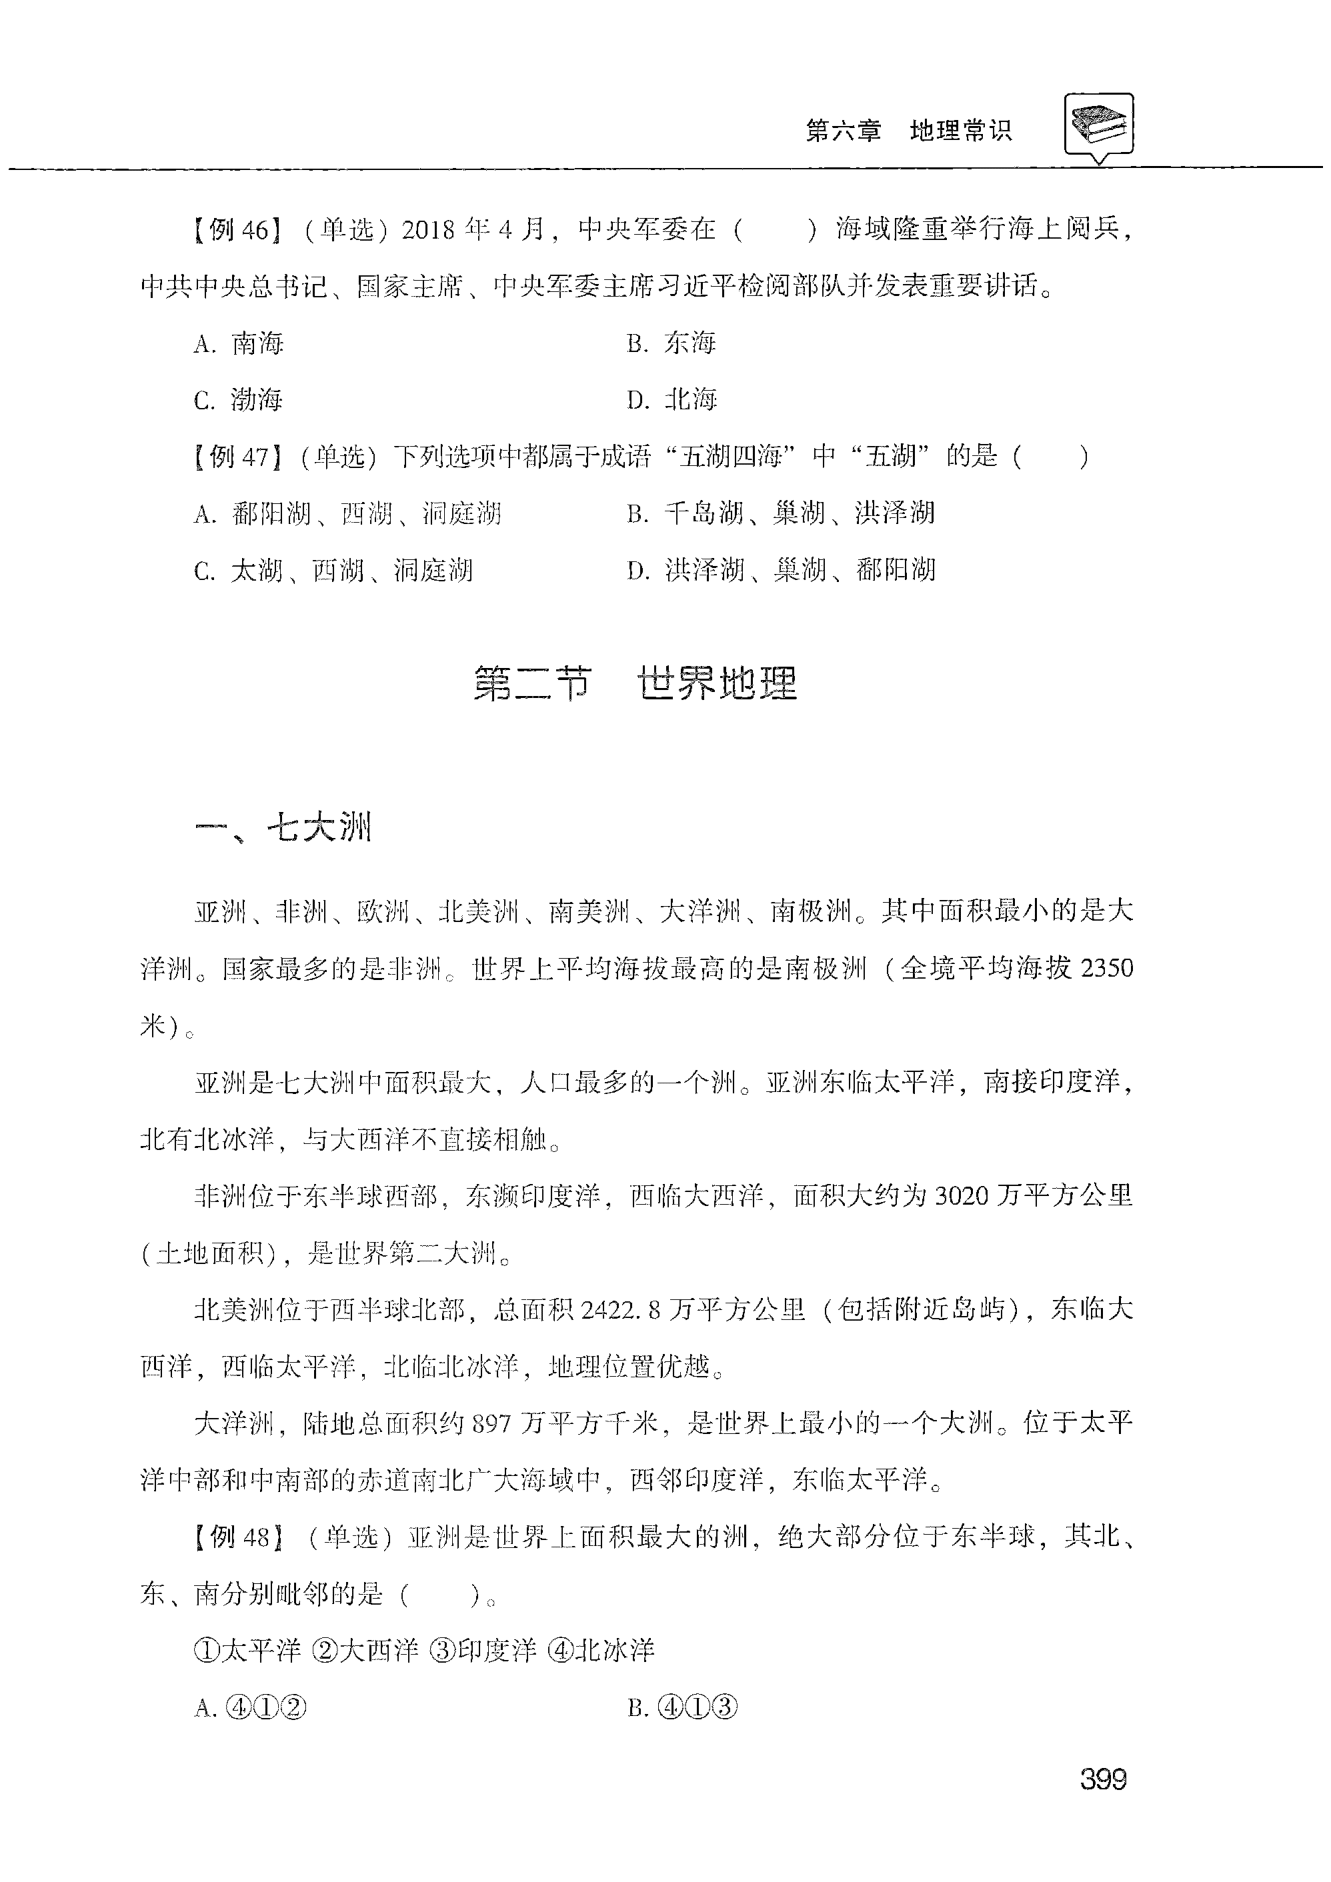 第六章 地理常识
【例 46】(单选) 2018 年 4 月，中央军委在（  ）海域隆重举行海上阅兵，
中共中央总书记、国家主席、中央军委主席习近平检阅部队并发表重要讲话。
A. 南海 B. 东海
C. 渤海 D. 北海
【例 47】(单选) 下列选项中都属于成语“五湖四海”中“五湖”的是（  ）
A. 鄱阳湖、西湖、洞庭湖 B. 千岛湖、巢湖、洪泽湖
C. 太湖、西湖、洞庭湖 D. 洪泽湖、巢湖、鄱阳湖
第二节 世界地理
一、七大洲
亚洲、非洲、欧洲、北美洲、南美洲、大洋洲、南极洲。其中面积最小的是大
洋洲。国家最多的是非洲。世界上平均海拔最高的是南极洲（全境平均海拔 2350
米）。
亚洲是七大洲中面积最大，人口最多的一个洲。亚洲东临太平洋，南接印度洋，
北有北冰洋，与大西洋不直接相触。
非洲位于东半球西部，东濒印度洋，西临大西洋，面积大约为 3020 万平方公里
（土地面积），是世界第二大洲。
北美洲位于西半球北部，总面积 2422.8 万平方公里（包括附近岛屿），东临大
西洋，西临太平洋，北临北冰洋，地理位置优越。
大洋洲，陆地总面积约 897 万平方千米，是世界上最小的一个大洲。位于太平
洋中部和中南部的赤道南北广大海域中，西邻印度洋，东临太平洋。
【例 48】(单选) 亚洲是世界上面积最大的洲，绝大部分位于东半球，其北、
东、南分别毗邻的是（  ）。
①太平洋 ②大西洋 ③印度洋 ④北冰洋
A. ④①② B. ④①③
399